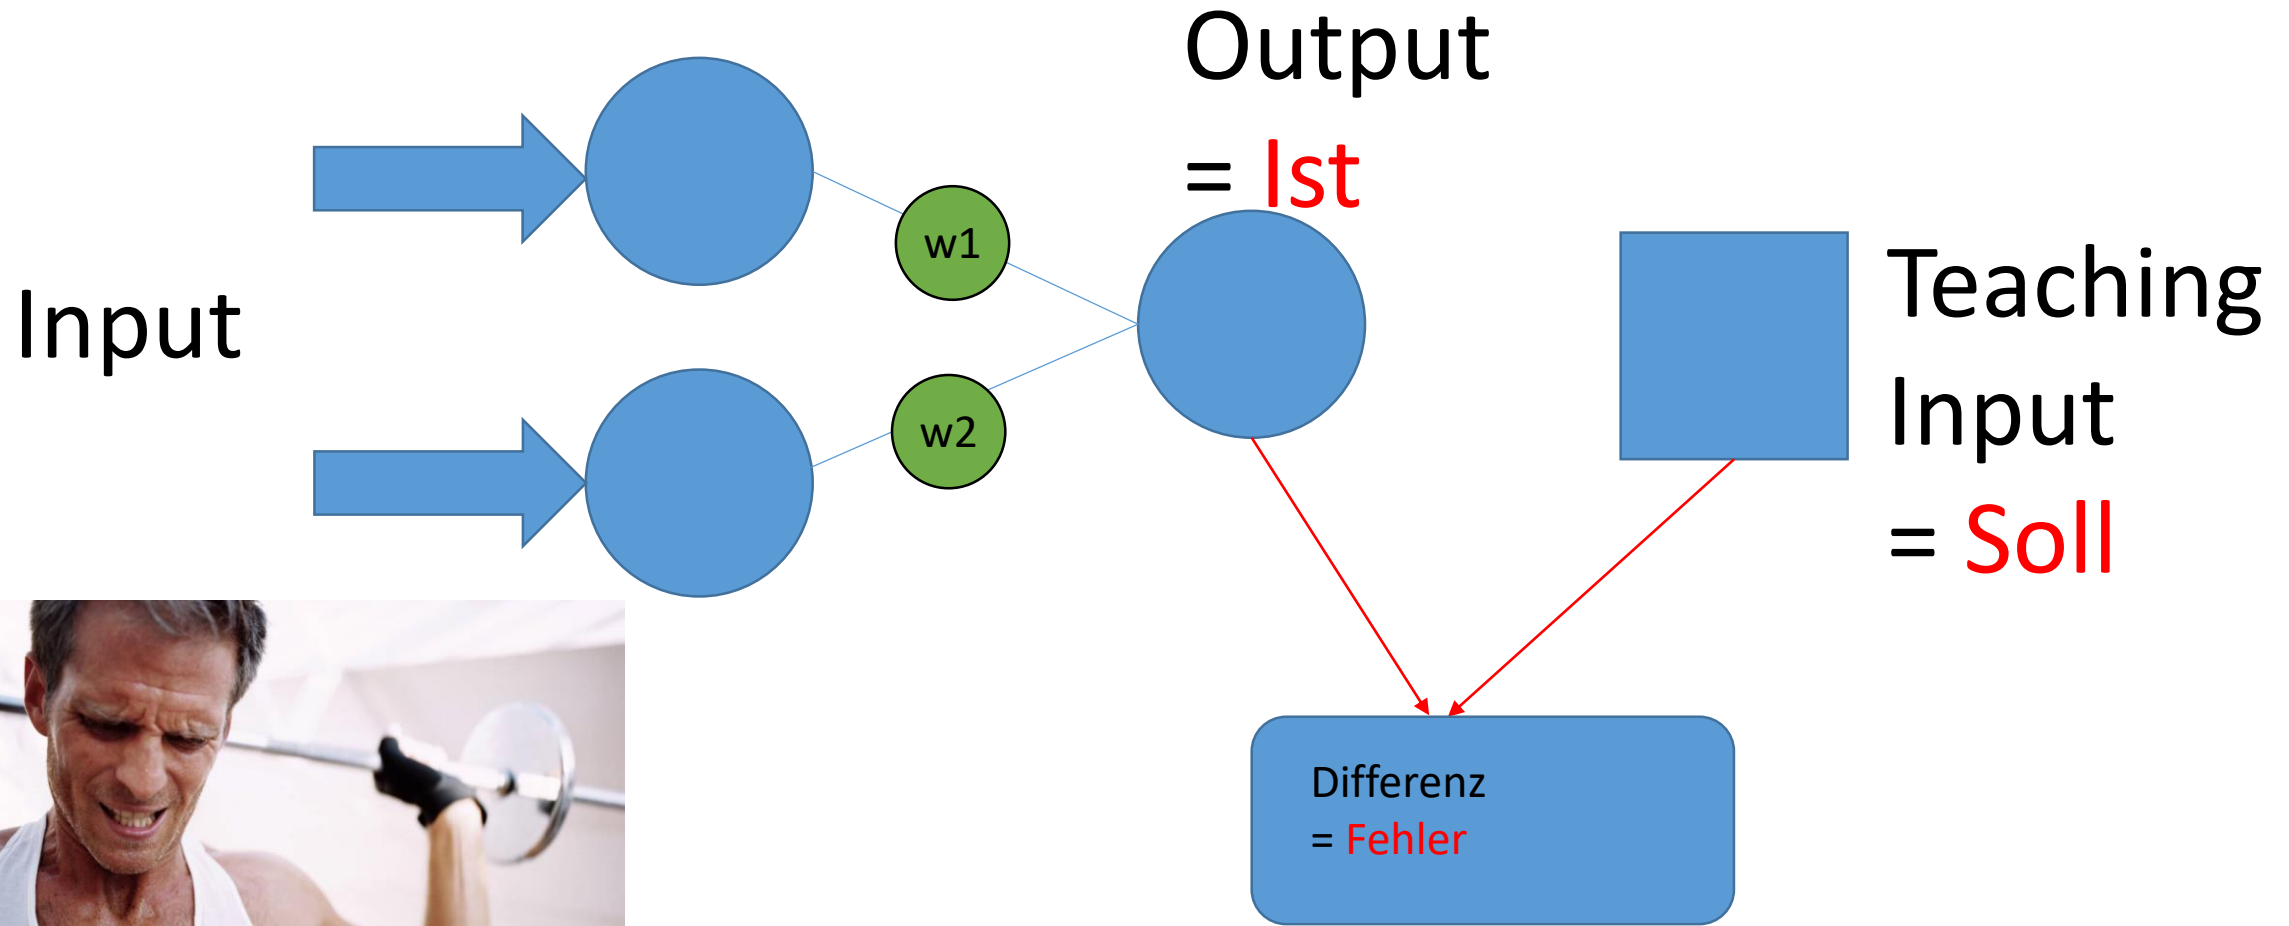 Output
= Ist
w1
Input
w2
Teaching
Input
= Soll
Differenz
= Fehler